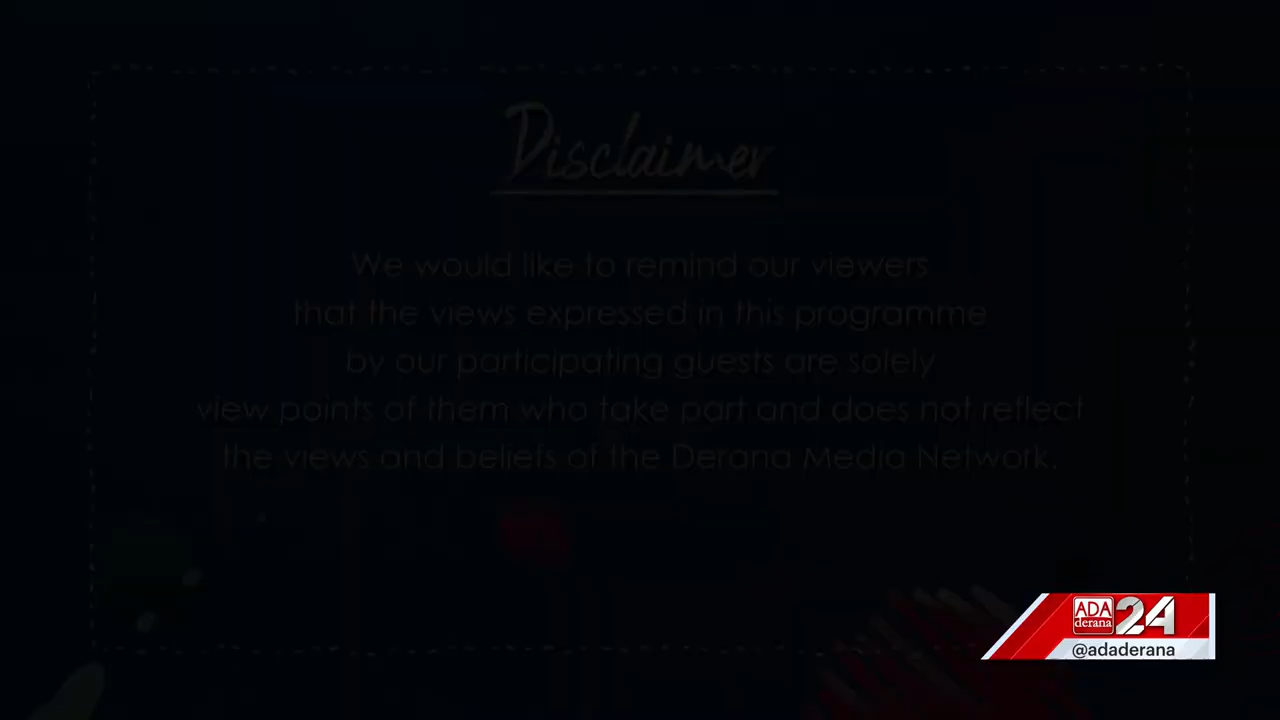 Disclaimer
We would like to remind our viewers
that the views expressed in this programme
by our participating guests are solely
view points of them who take part and does not reflect
the views and beliefs of the Derana Media Network.
ADA
derana
24
@adaderana